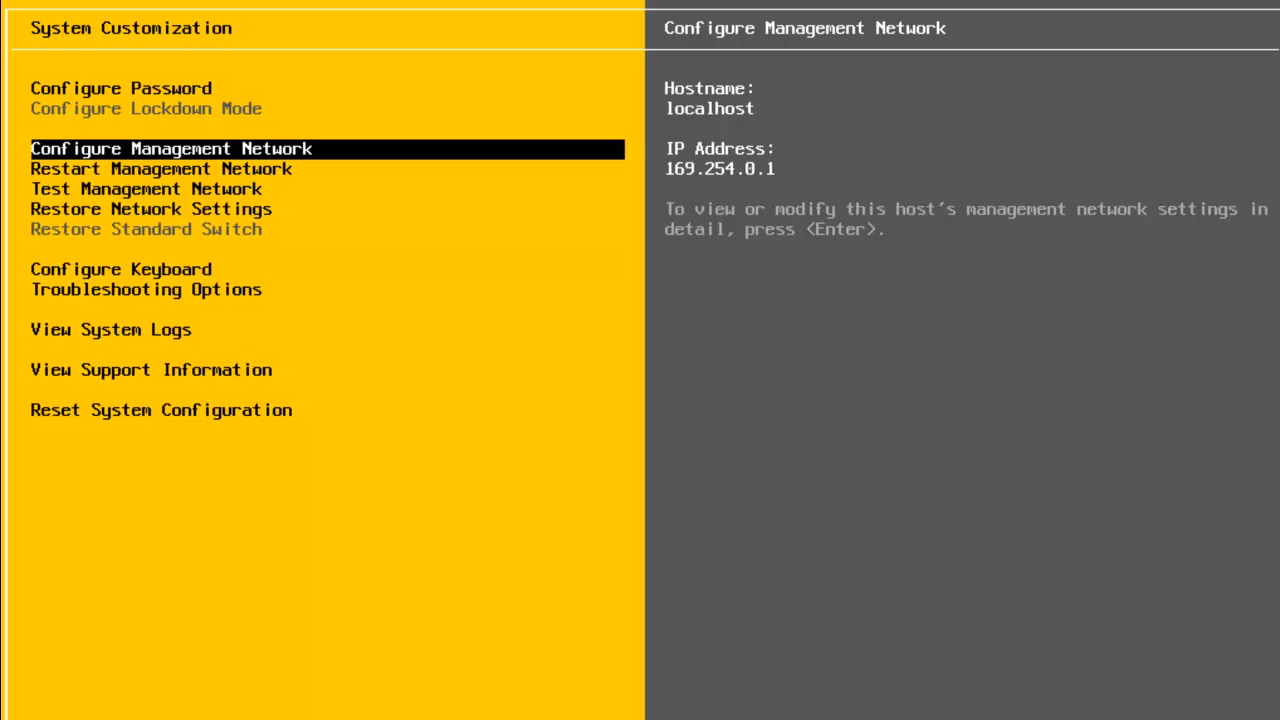 System Customization
Configure Password
Configure Lockdown Mode
Configure Management Network
Restart Management Network
Test Management Network
Restore Network Settings
Restore Standard Switch
Configure Keyboard
Troubleshooting Options
View System Logs
View Support Information
Reset System Configuration
Configure Management Network
Hostname:
localhost
IP Address:
169.254.0.1
To view or modify this host's management network settings in
detail, press <Enter>.